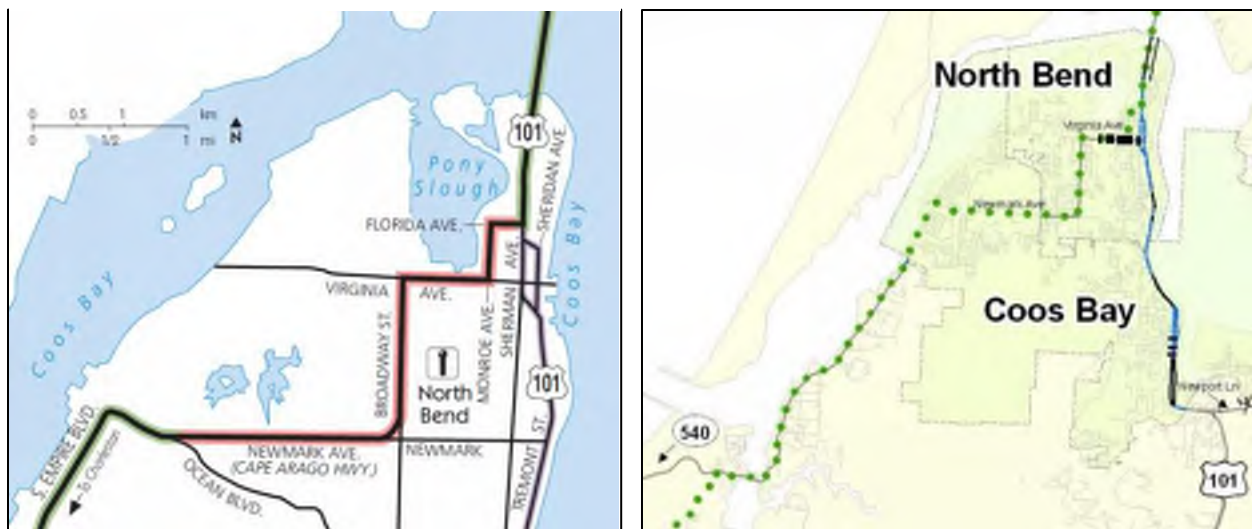 0 0.5 1 km
0 1/2 1 mi
N
101
SHERIDAN AVE.
Pony
Slough
FLORIDA AVE.
Coos Bay
Coos Bay
VIRGINIA AVE.
AVE.
BROADWAY ST.
MONROE AVE.
SHERMAN
101
North
Bend
S. EMPIRE BLVD
To Charleston
NEWMARK AVE.
(CAPE ARAGO HWY.)
NEWMARK
OCEAN BLVD.
TREMONT ST.
North Bend
Virginia Ave
Newmark Ave
Coos Bay
Newport Ln
540
101